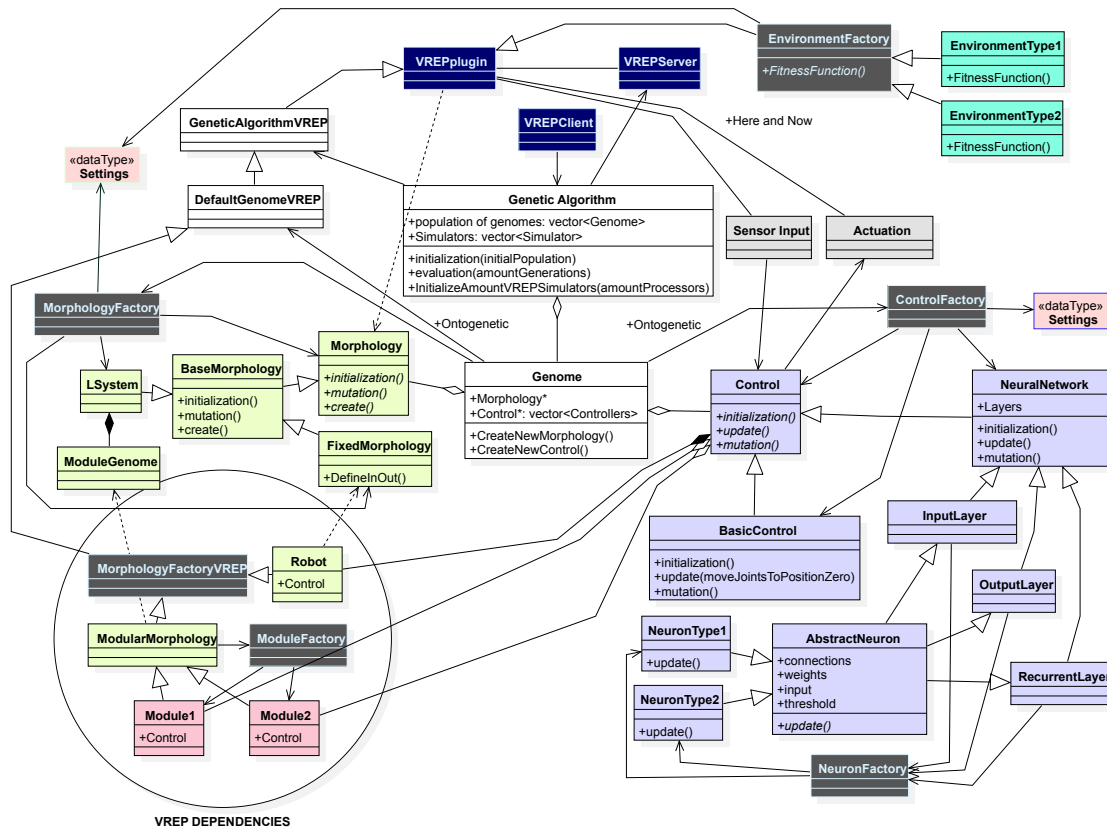 EnvironmentFactory
+FitnessFunction()
EnvironmentType1
+FitnessFunction()
EnvironmentType2
+FitnessFunction()
VREPplugin
VREPServer
VREPClient
+Here and Now
GeneticAlgorithmVREP
«dataType»
Settings
DefaultGenomeVREP
Genetic Algorithm
+population of genomes: vector<Genome>
+Simulators: vector<Simulator>
+initialization(initialPopulation)
+evaluation(amountGenerations)
+InitializeAmountVREPSimulators(amountProcessors)
Sensor Input
Actuation
MorphologyFactory
+Ontogenetic
+Ontogenetic
ControlFactory
«dataType»
Settings
Morphology
+initialization()
+mutation()
+create()
BaseMorphology
+initialization()
+mutation()
+create()
LSystem
Genome
+Morphology*
+Control*: vector<Controllers>
+CreateNewMorphology()
+CreateNewControl()
Control
+initialization()
+update()
+mutation()
NeuralNetwork
+Layers
+initialization()
+update()
+mutation()
ModuleGenome
FixedMorphology
+DefineInOut()
BasicControl
+initialization()
+update(moveJointsToPositionZero)
+mutation()
InputLayer
OutputLayer
MorphologyFactoryVREP
Robot
+Control
ModularMorphology
ModuleFactory
NeuronType1
+update()
AbstractNeuron
+connections
+weights
+input
+threshold
+update()
RecurrentLayer
NeuronType2
+update()
Module1
+Control
Module2
+Control
NeuronFactory
VREP DEPENDENCIES